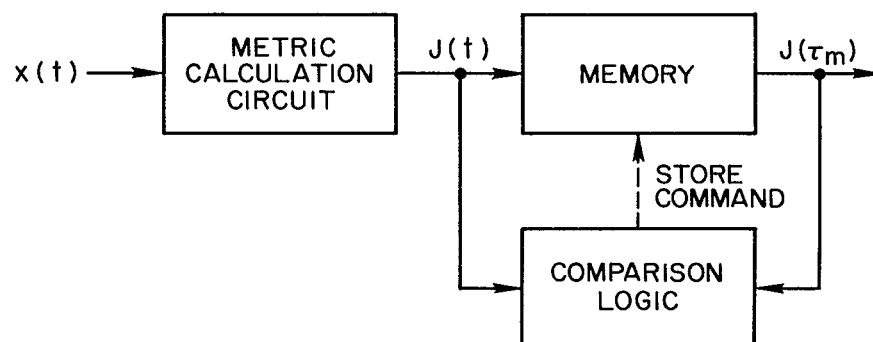 x(t)
METRIC
CALCULATION
CIRCUIT
J(t)
MEMORY
J(τm)
STORE
COMMAND
COMPARISON
LOGIC